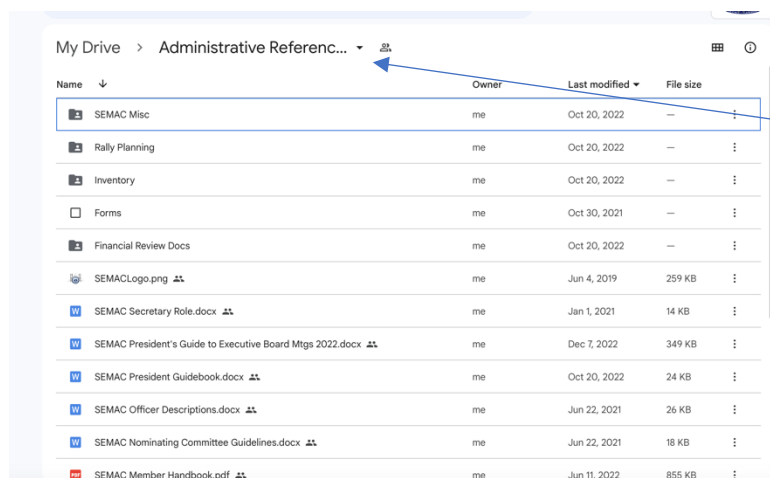 My Drive > Administrative Referenc...
Name Owner Last modified File size
SEMAC Misc me Oct 20, 2022 —
Rally Planning me Oct 20, 2022 —
Inventory me Oct 20, 2022 —
Forms me Oct 30, 2021 —
Financial Review Docs me Oct 20, 2022 —
SEMACLogo.png me Jun 4, 2019 259 KB
W SEMAC Secretary Role.docx me Jan 1, 2021 14 KB
W SEMAC President's Guide to Executive Board Mtgs 2022.docx me Dec 7, 2022 349 KB
W SEMAC President Guidebook.docx me Oct 20, 2022 24 KB
W SEMAC Officer Descriptions.docx me Jun 22, 2021 26 KB
W SEMAC Nominating Committee Guidelines.docx me Jun 22, 2021 18 KB
PDF SEMAC Member Handbook.pdf me Jun 11, 2022 855 KB